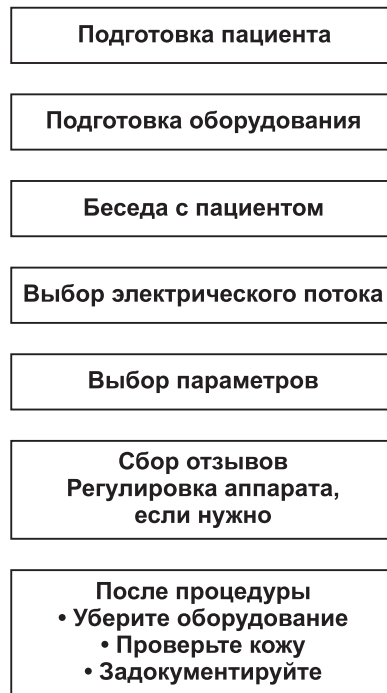 Подготовка пациента
Подготовка оборудования
Беседа с пациентом
Выбор электрического потока
Выбор параметров
Сбор отзывов
Регулировка аппарата,
если нужно
После процедуры
• Уберите оборудование
• Проверьте кожу
• Задокументируйте